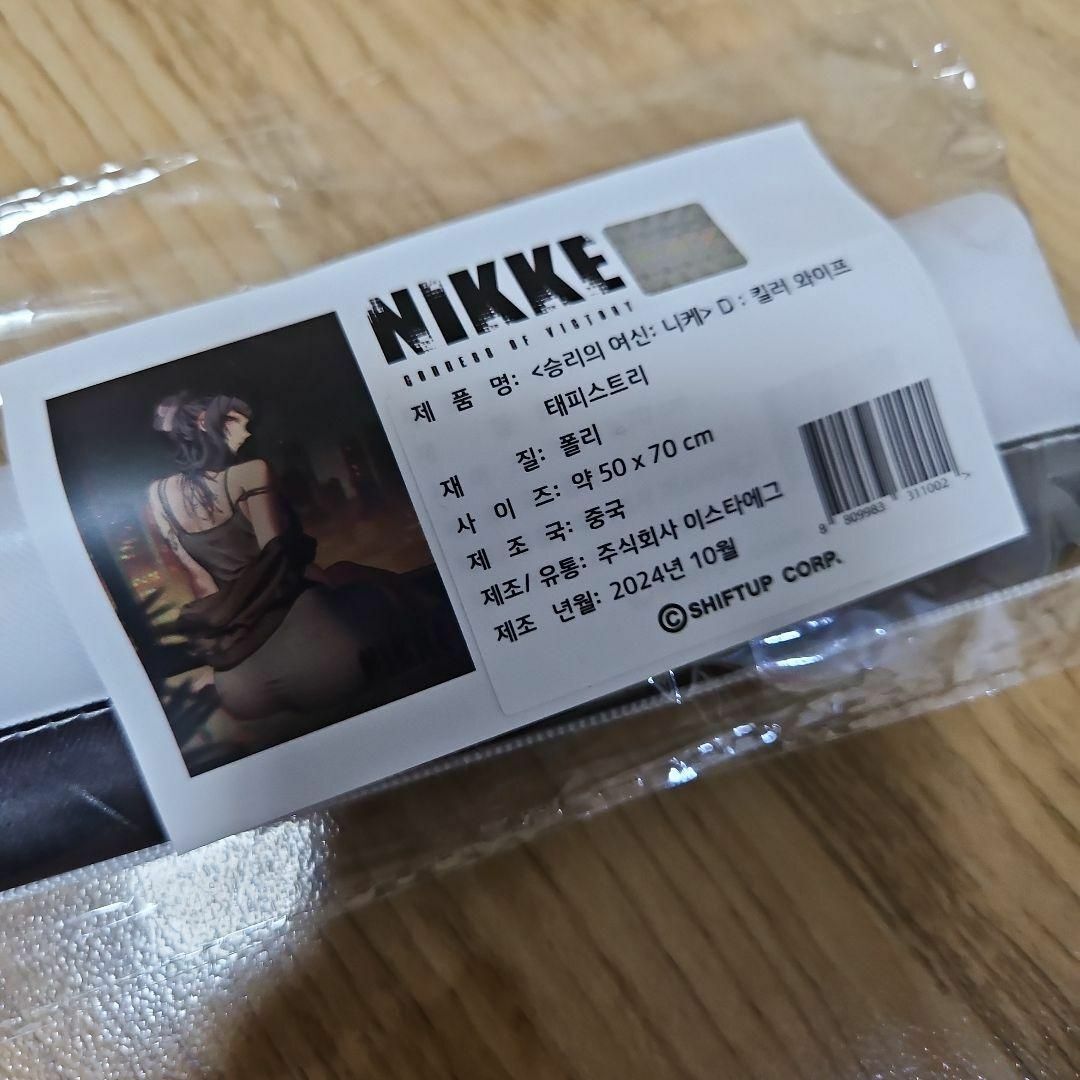 NIKKE
GODDESS OF VICTORY
제 품 명: <승리의 여신: 니케> D : 킬러 와이프
태피스트리
재 질: 폴리
사 이 즈: 약 50 x 70 cm
제 조 국: 중국
제조/ 유통: 주식회사 이스타에그
제조 년월: 2024년 10월
©SHIFTUP CORP.
8 809983 311002 >